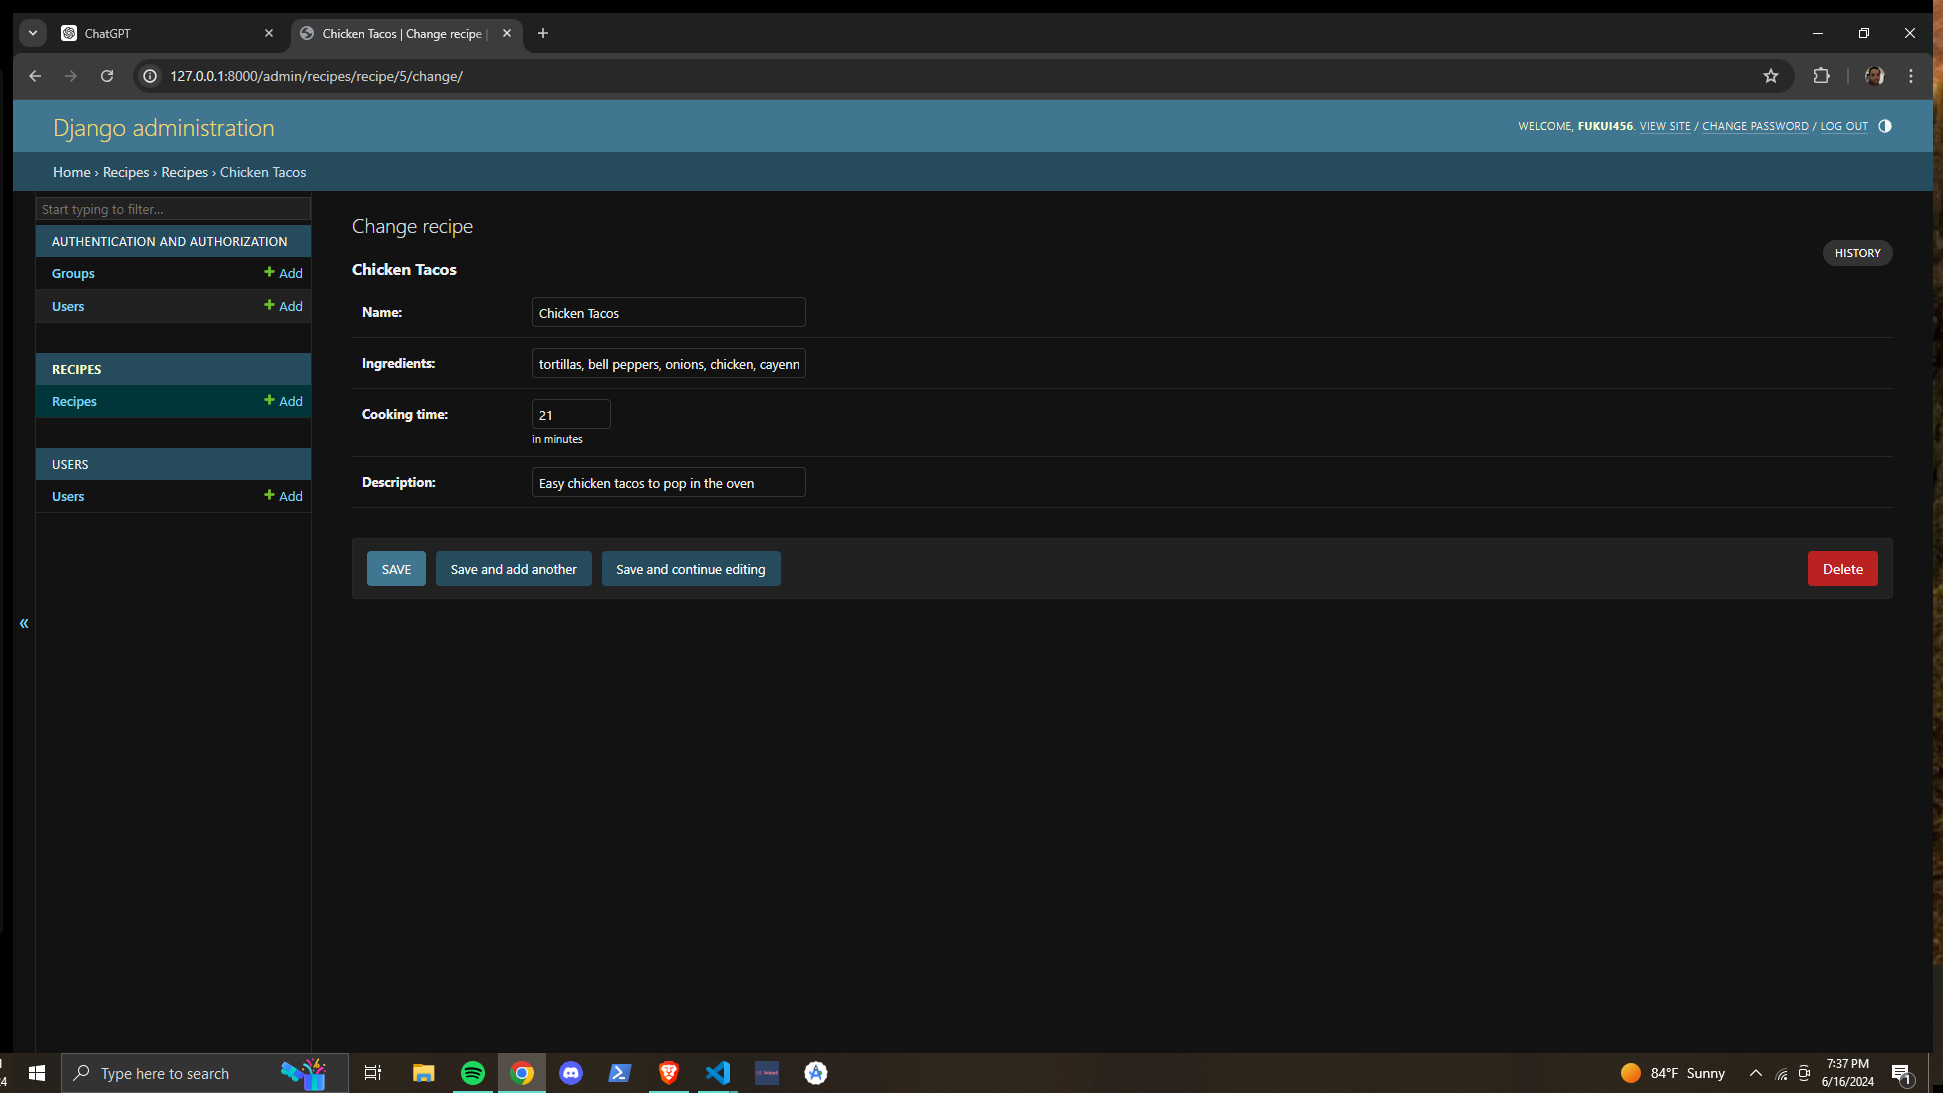 ChatGPT
Chicken Tacos | Change recipe |
127.0.0.1:8000/admin/recipes/recipe/5/change/
Django administration
WELCOME, FUKUI456. VIEW SITE / CHANGE PASSWORD / LOG OUT
Home › Recipes › Recipes › Chicken Tacos
Start typing to filter...
AUTHENTICATION AND AUTHORIZATION
Groups + Add
Users + Add
RECIPES
Recipes + Add
USERS
Users + Add
«
Change recipe
HISTORY
Chicken Tacos
Name: Chicken Tacos
Ingredients: tortillas, bell peppers, onions, chicken, cayenn
Cooking time: 21
in minutes
Description: Easy chicken tacos to pop in the oven
SAVE Save and add another Save and continue editing Delete
Type here to search
84°F Sunny
7:37 PM
6/16/2024
1